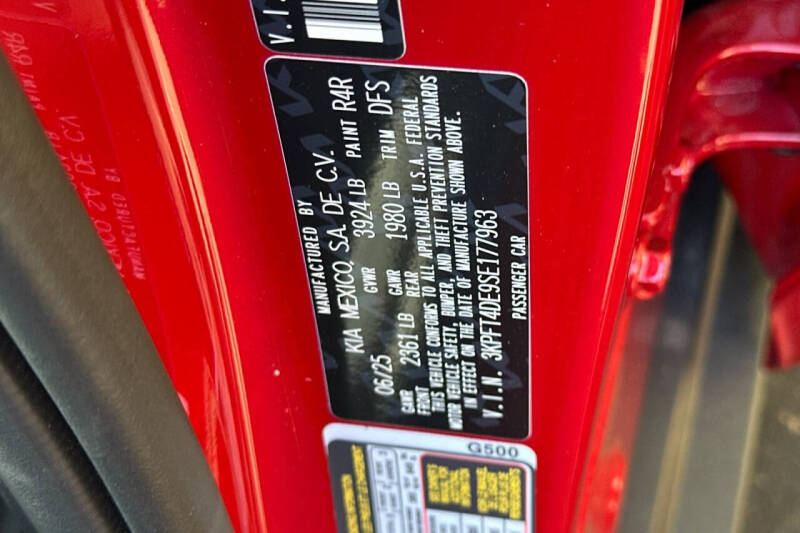 V.I
MANUFACTURED BY
KIA MEXICO, S.A. DE C.V.
06/25 GVWR 3924 LB PAINT R4R
GAWR FRONT 2361 LB GAWR REAR 1980 LB TRIM DFS
THIS VEHICLE CONFORMS TO ALL APPLICABLE U.S.A. FEDERAL
MOTOR VEHICLE SAFETY, BUMPER, AND THEFT PREVENTION STANDARDS
IN EFFECT ON THE DATE OF MANUFACTURE SHOWN ABOVE.
V.I.N. 3KPFT4DE9SE177963
PASSENGER CAR
G500